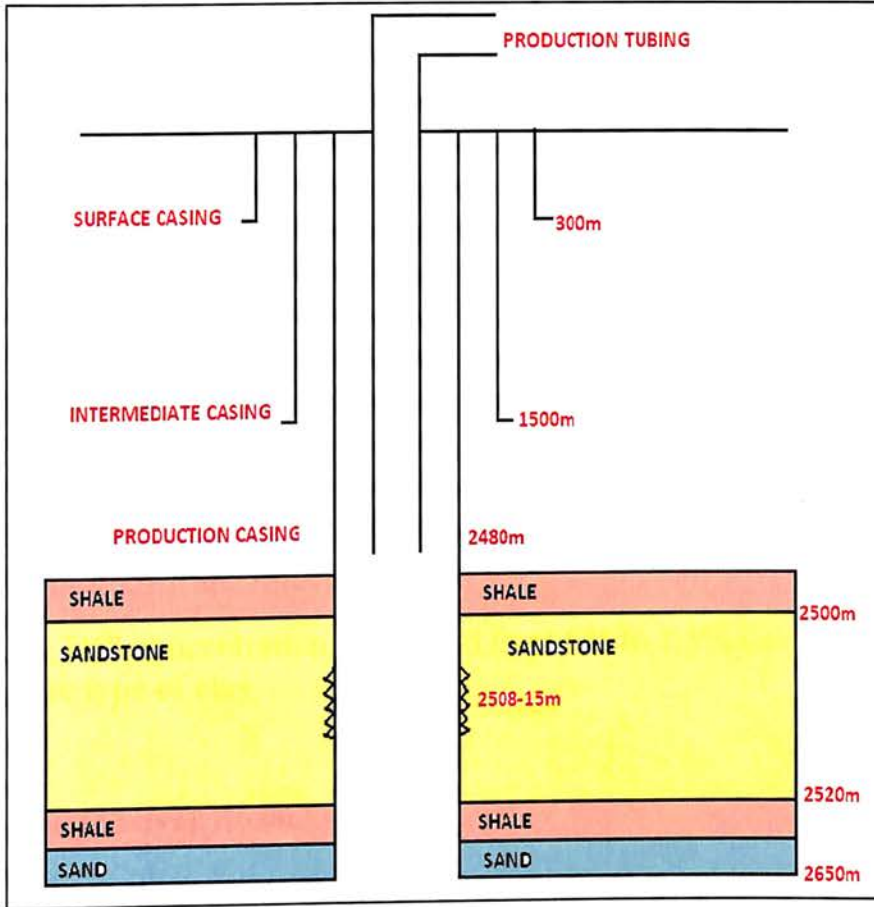 PRODUCTION TUBING
SURFACE CASING
300m
INTERMEDIATE CASING
1500m
PRODUCTION CASING
2480m
SHALE
SHALE
2500m
SANDSTONE
SANDSTONE
2508-15m
2520m
SHALE
SHALE
SAND
SAND
2650m